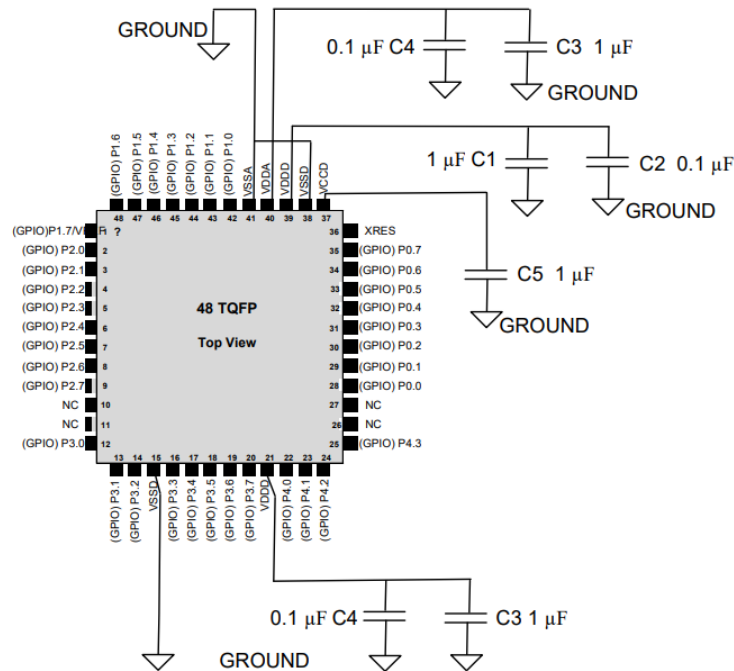 GROUND
0.1 µF C4
C3 1 µF
GROUND
1 µF C1
C2 0.1 µF
GROUND
C5 1 µF
GROUND
(GPIO) P1.6
(GPIO) P1.5
(GPIO) P1.4
(GPIO) P1.3
(GPIO) P1.2
(GPIO) P1.1
(GPIO) P1.0
VSSA
VDDA
VDDD
VSSD
VCCD
48 47 46 45 44 43 42 41 40 39 38 37
?
(GPIO)P1.7/V
(GPIO) P2.0 2
(GPIO) P2.1 3
(GPIO) P2.2 4
(GPIO) P2.3 5
(GPIO) P2.4 6
(GPIO) P2.5 7
(GPIO) P2.6 8
(GPIO) P2.7 9
NC 10
NC 11
(GPIO) P3.0 12
48 TQFP
Top View
36 XRES
35 (GPIO) P0.7
34 (GPIO) P0.6
33 (GPIO) P0.5
32 (GPIO) P0.4
31 (GPIO) P0.3
30 (GPIO) P0.2
29 (GPIO) P0.1
28 (GPIO) P0.0
27 NC
26 NC
25 (GPIO) P4.3
13 14 15 16 17 18 19 20 21 22 23 24
(GPIO) P3.1
(GPIO) P3.2
VSSD
(GPIO) P3.3
(GPIO) P3.4
(GPIO) P3.5
(GPIO) P3.6
(GPIO) P3.7
VDDD
(GPIO) P4.0
(GPIO) P4.1
(GPIO) P4.2
0.1 µF C4
C3 1 µF
GROUND